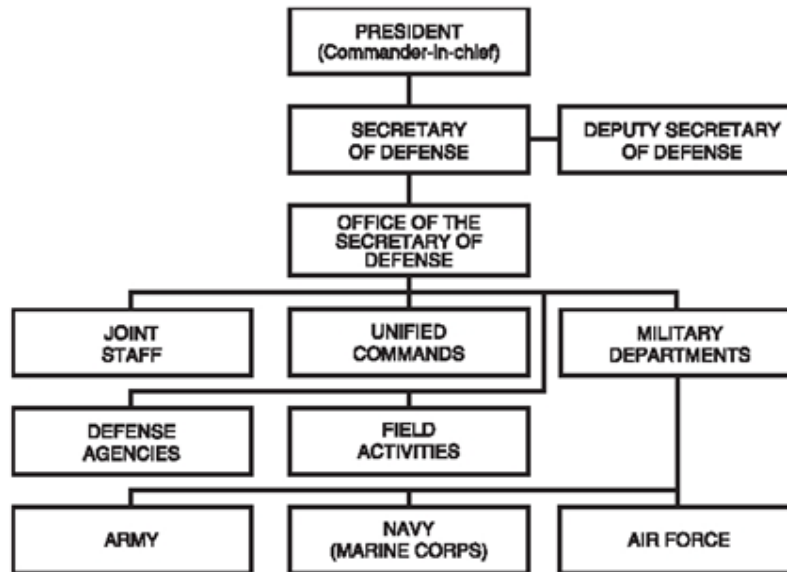 PRESIDENT
(Commander-in-chief)
SECRETARY
OF DEFENSE
DEPUTY SECRETARY
OF DEFENSE
OFFICE OF THE
SECRETARY OF
DEFENSE
JOINT
STAFF
UNIFIED
COMMANDS
MILITARY
DEPARTMENTS
DEFENSE
AGENCIES
FIELD
ACTIVITIES
ARMY
NAVY
(MARINE CORPS)
AIR FORCE